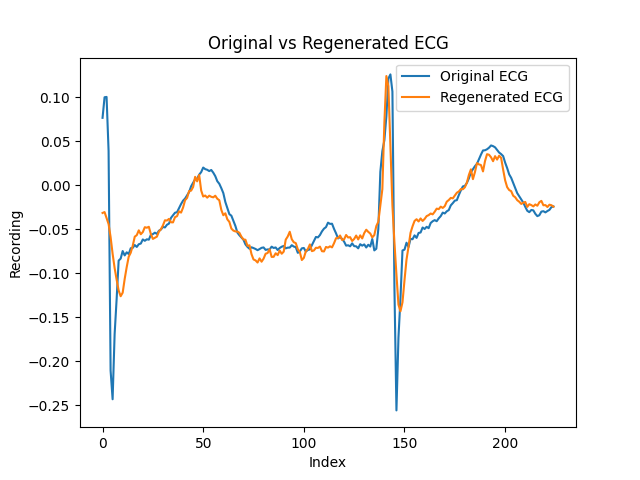 Original vs Regenerated ECG
Original ECG
Regenerated ECG
0.10
0.05
0.00
−0.05
−0.10
−0.15
−0.20
−0.25
Recording
0 50 100 150 200
Index